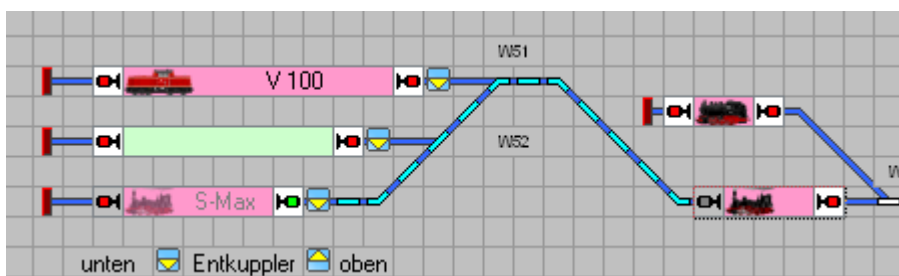 W51
V 100
W52
S-Max
W
unten Entkuppler oben